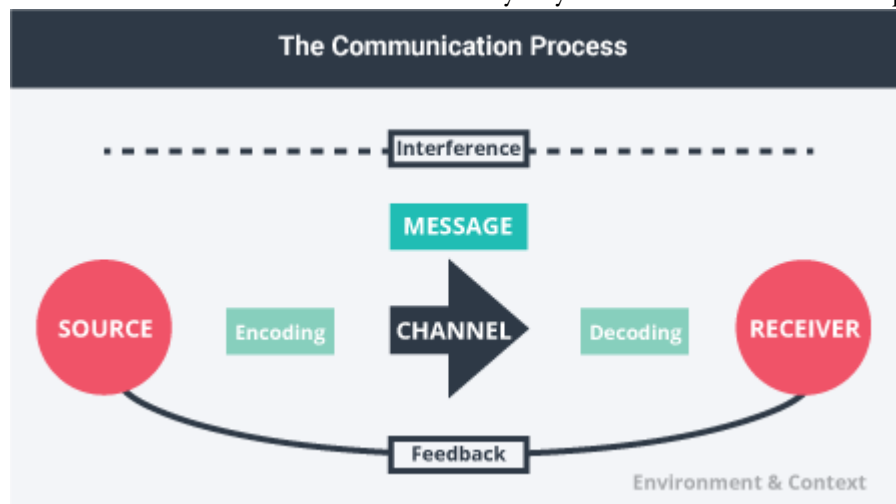 The Communication Process
Interference
MESSAGE
SOURCE
Encoding
CHANNEL
Decoding
RECEIVER
Feedback
Environment & Context